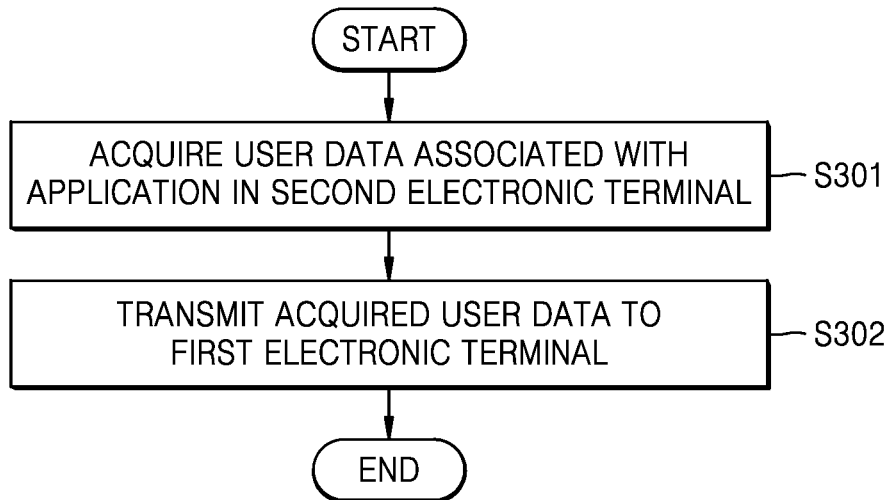 START
ACQUIRE USER DATA ASSOCIATED WITH
APPLICATION IN SECOND ELECTRONIC TERMINAL
S301
TRANSMIT ACQUIRED USER DATA TO
FIRST ELECTRONIC TERMINAL
S302
END